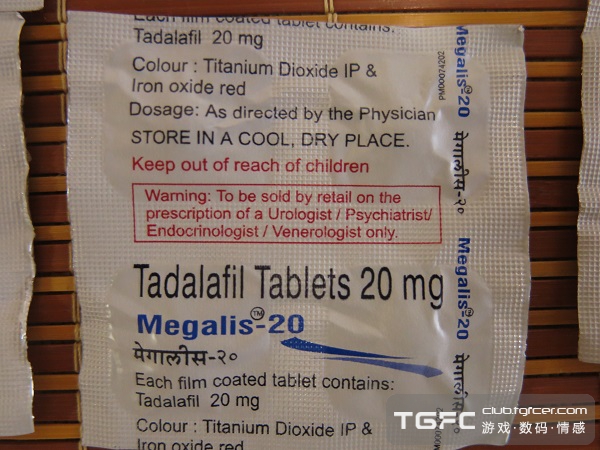 Each film coated tablet contains:
Tadalafil 20 mg
Colour : Titanium Dioxide IP &
Iron oxide red
Dosage: As directed by the Physician
STORE IN A COOL, DRY PLACE.
Keep out of reach of children
Warning: To be sold by retail on the
prescription of a Urologist / Psychiatrist/
Endocrinologist / Venerologist only.
Tadalafil Tablets 20 mg
Megalis™-20
मेगालीस-२०
Each film coated tablet contains:
Tadalafil 20 mg
Colour : Titanium Dioxide IP &
Iron oxide red
Megalis™-20
PM00074202
मेगालीस-२०
Megalis™-20
मेगालीस-२०
TGFC club.tgfcer.com
游戏·数码·情感